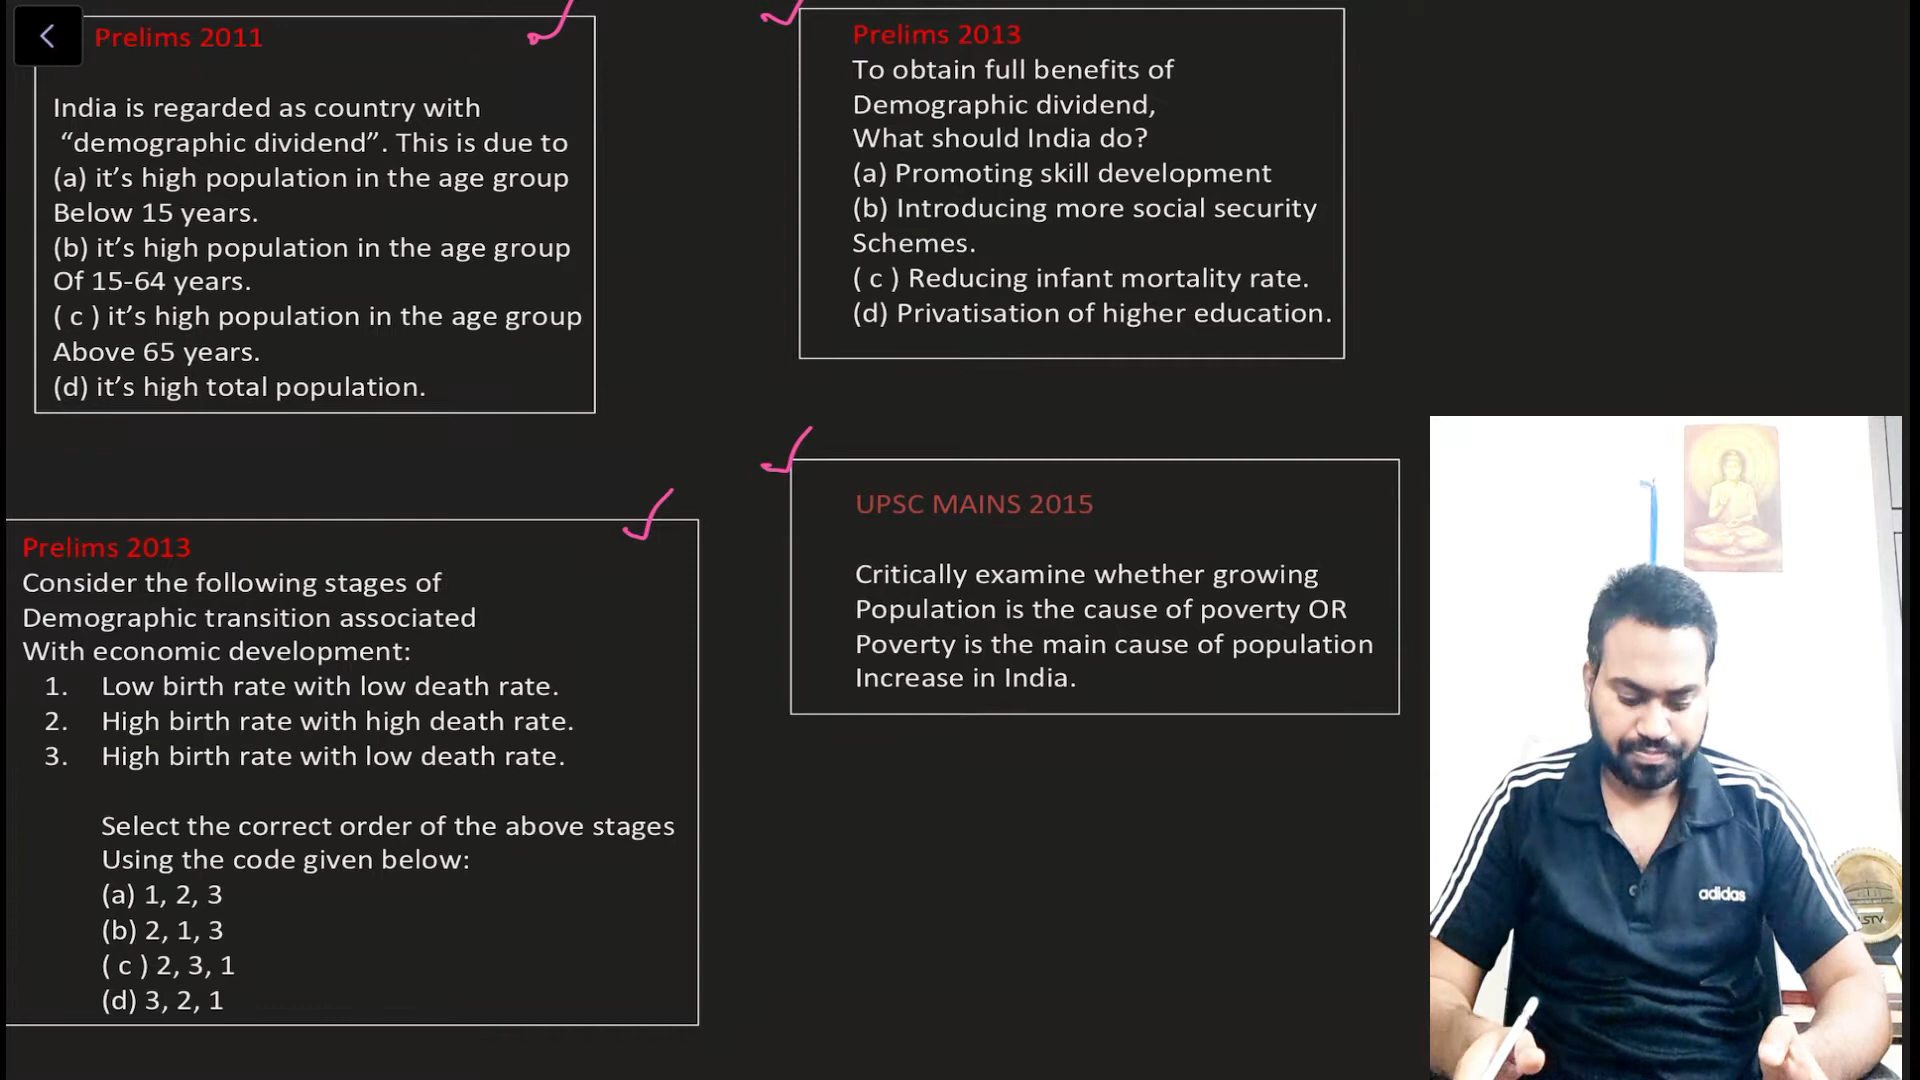 Prelims 2011
India is regarded as country with
“demographic dividend”. This is due to
(a) it’s high population in the age group
Below 15 years.
(b) it’s high population in the age group
Of 15-64 years.
( c ) it’s high population in the age group
Above 65 years.
(d) it’s high total population.
Prelims 2013
To obtain full benefits of
Demographic dividend,
What should India do?
(a) Promoting skill development
(b) Introducing more social security
Schemes.
( c ) Reducing infant mortality rate.
(d) Privatisation of higher education.
Prelims 2013
Consider the following stages of
Demographic transition associated
With economic development:
1. Low birth rate with low death rate.
2. High birth rate with high death rate.
3. High birth rate with low death rate.
Select the correct order of the above stages
Using the code given below:
(a) 1, 2, 3
(b) 2, 1, 3
( c ) 2, 3, 1
(d) 3, 2, 1
UPSC MAINS 2015
Critically examine whether growing
Population is the cause of poverty OR
Poverty is the main cause of population
Increase in India.
adidas